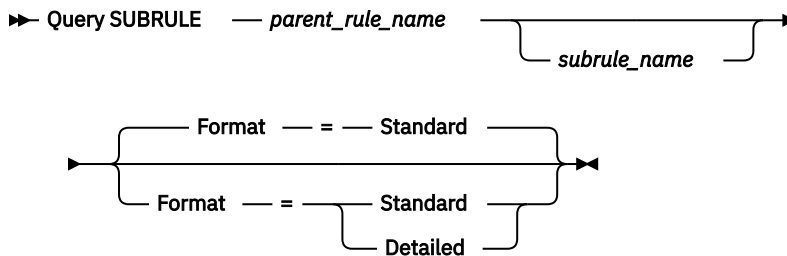 Query SUBRULE parent_rule_name
subrule_name
Format = Standard
Format = Standard
Detailed